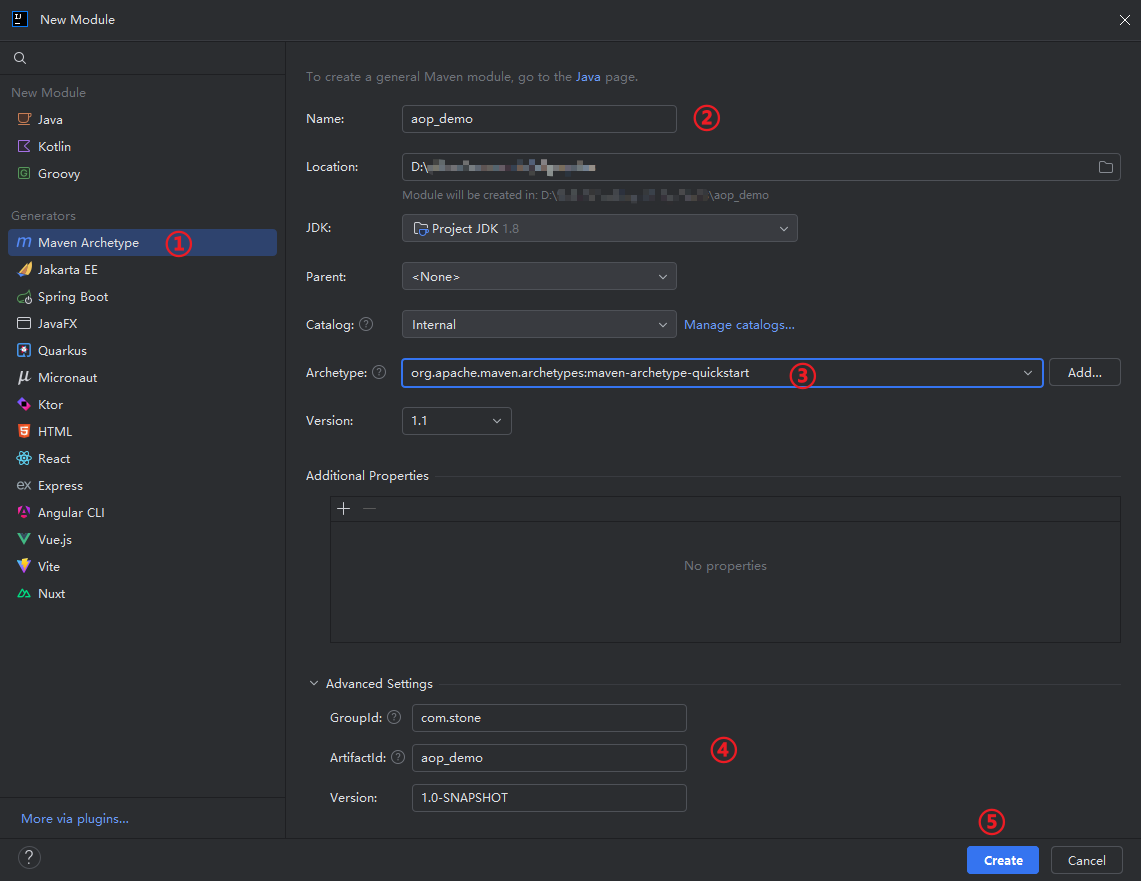 New Module
New Module
Java
Kotlin
Groovy
Generators
Maven Archetype ①
Jakarta EE
Spring Boot
JavaFX
Quarkus
Micronaut
Ktor
HTML
React
Express
Angular CLI
Vue.js
Vite
Nuxt
More via plugins...
To create a general Maven module, go to the Java page.
Name: aop_demo ②
Location: D:\
Module will be created in: D:\ \aop_demo
JDK: Project JDK 1.8
Parent: <None>
Catalog: ? Internal Manage catalogs...
Archetype: ? org.apache.maven.archetypes:maven-archetype-quickstart ③ Add...
Version: 1.1
Additional Properties
No properties
Advanced Settings
GroupId: ? com.stone
ArtifactId: ? aop_demo ④
Version: 1.0-SNAPSHOT
⑤
? Create Cancel